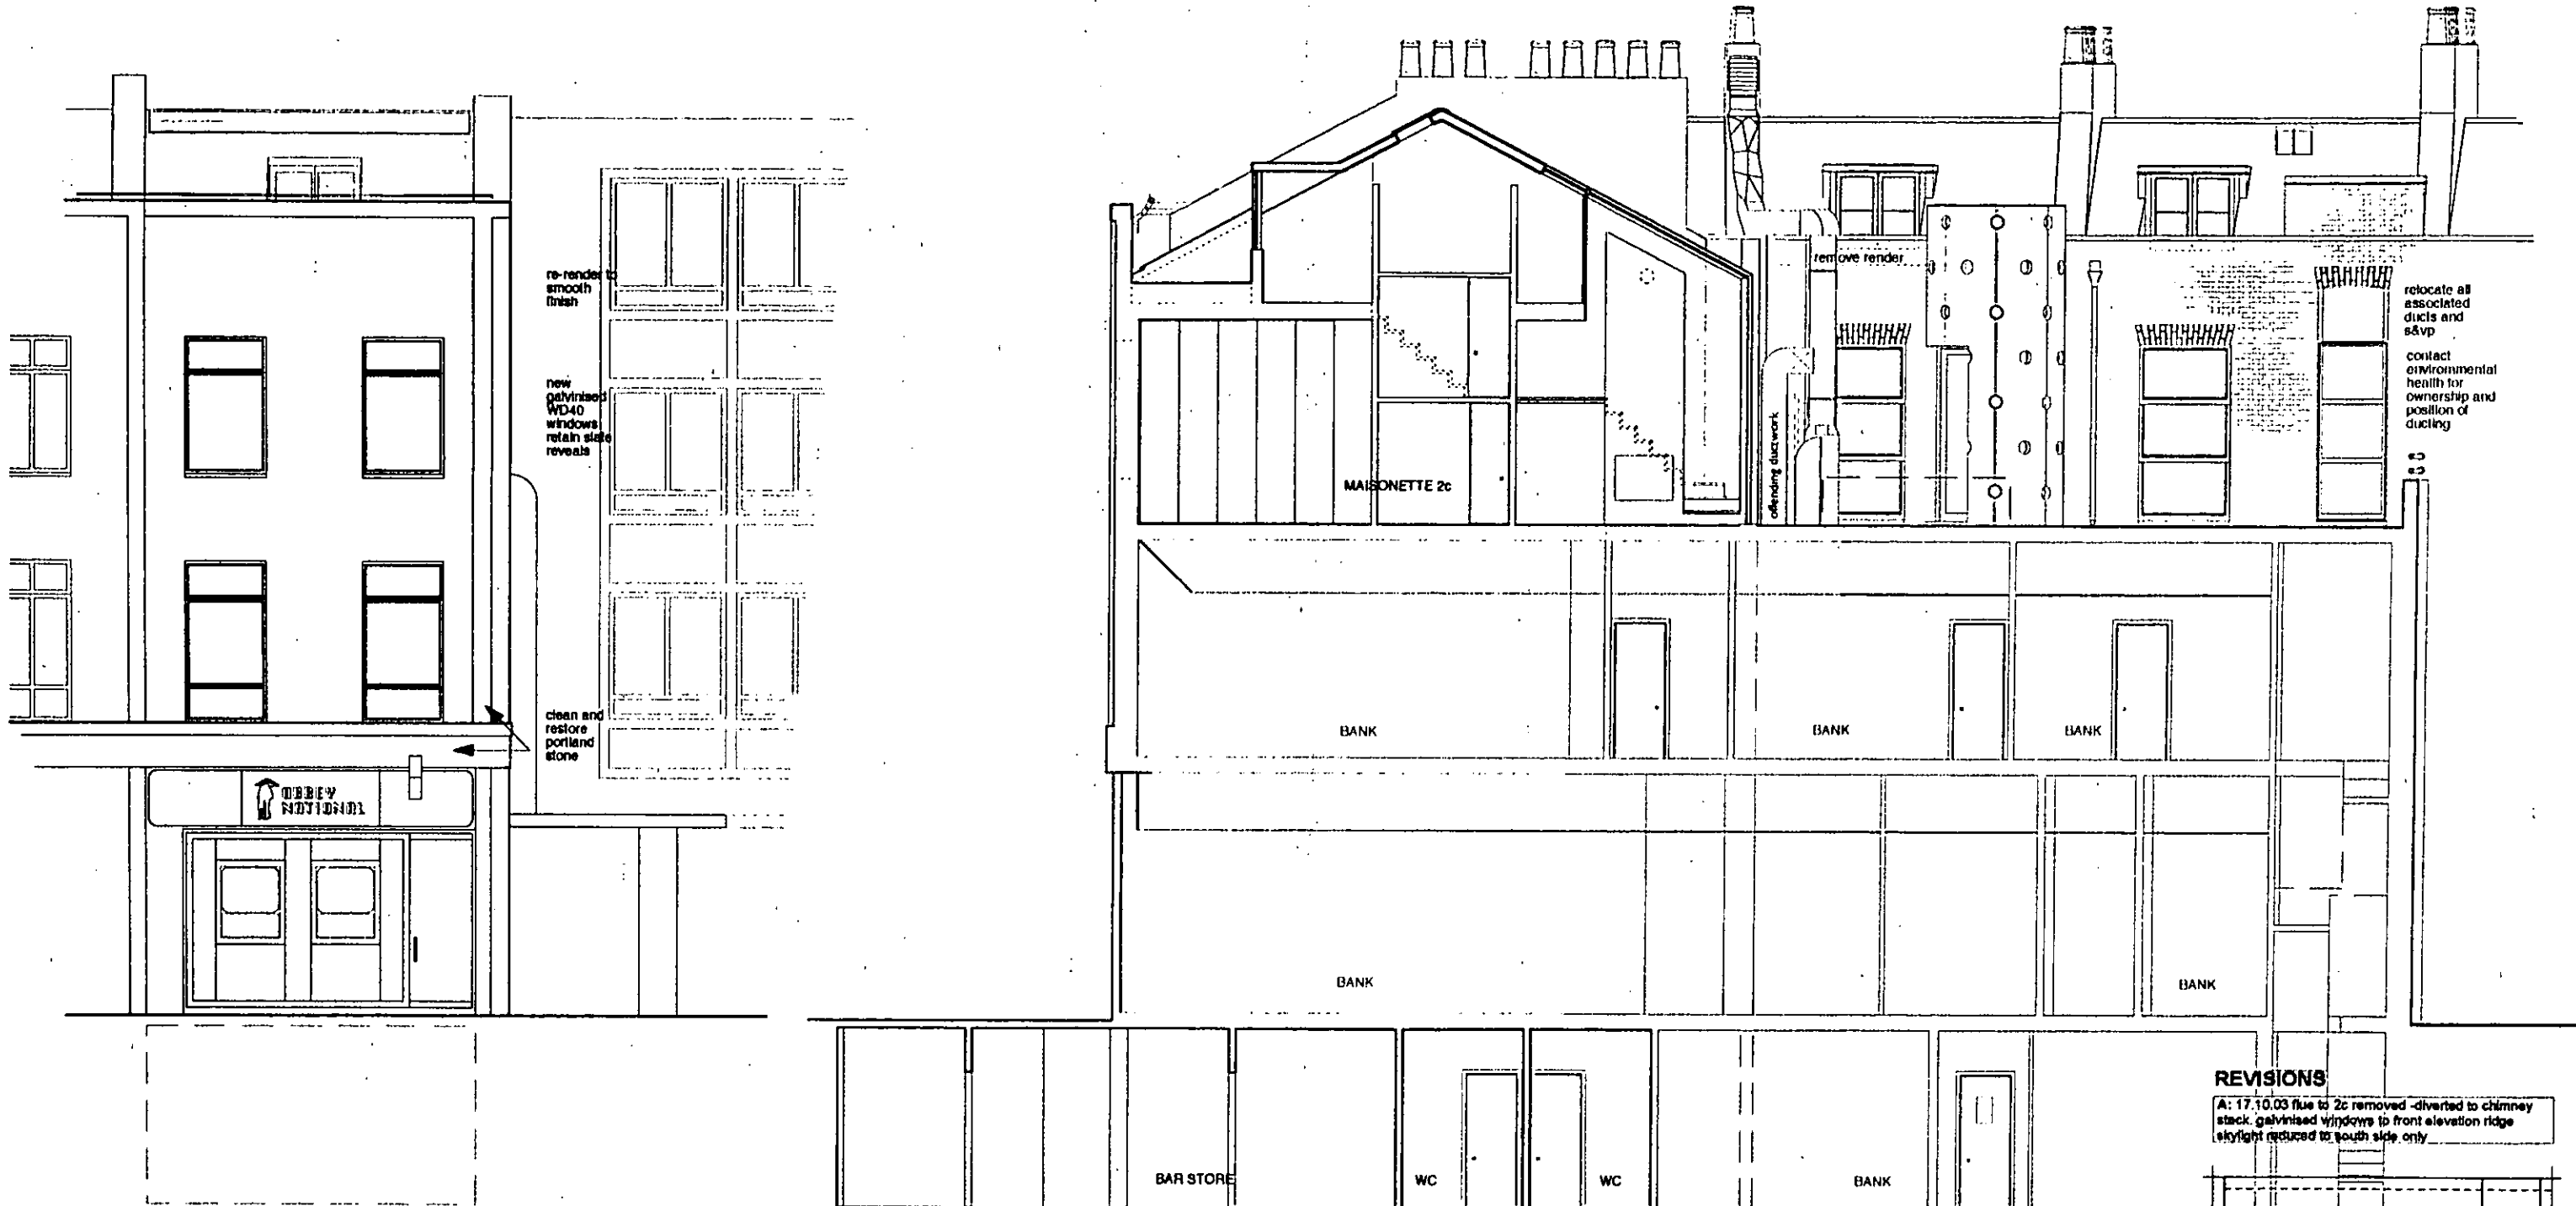 re-render to
smooth
finish
new
galvinised
WD40
windows
retain slate
reveals
clean and
restore
portland
stone
ABBEY
NATIONAL
MAISONETTE 2c
offending ductwork
remove render
relocate all
associated
ducts and
s&vp
contact
environmental
health for
ownership and
position of
ducting
BANK
BANK
BANK
BANK
BANK
BAR STORE
WC
WC
BANK
REVISIONS
A: 17.10.03 flue to 2c removed -diverted to chimney
stack. galvinised windows to front elevation ridge
skylight reduced to south side only